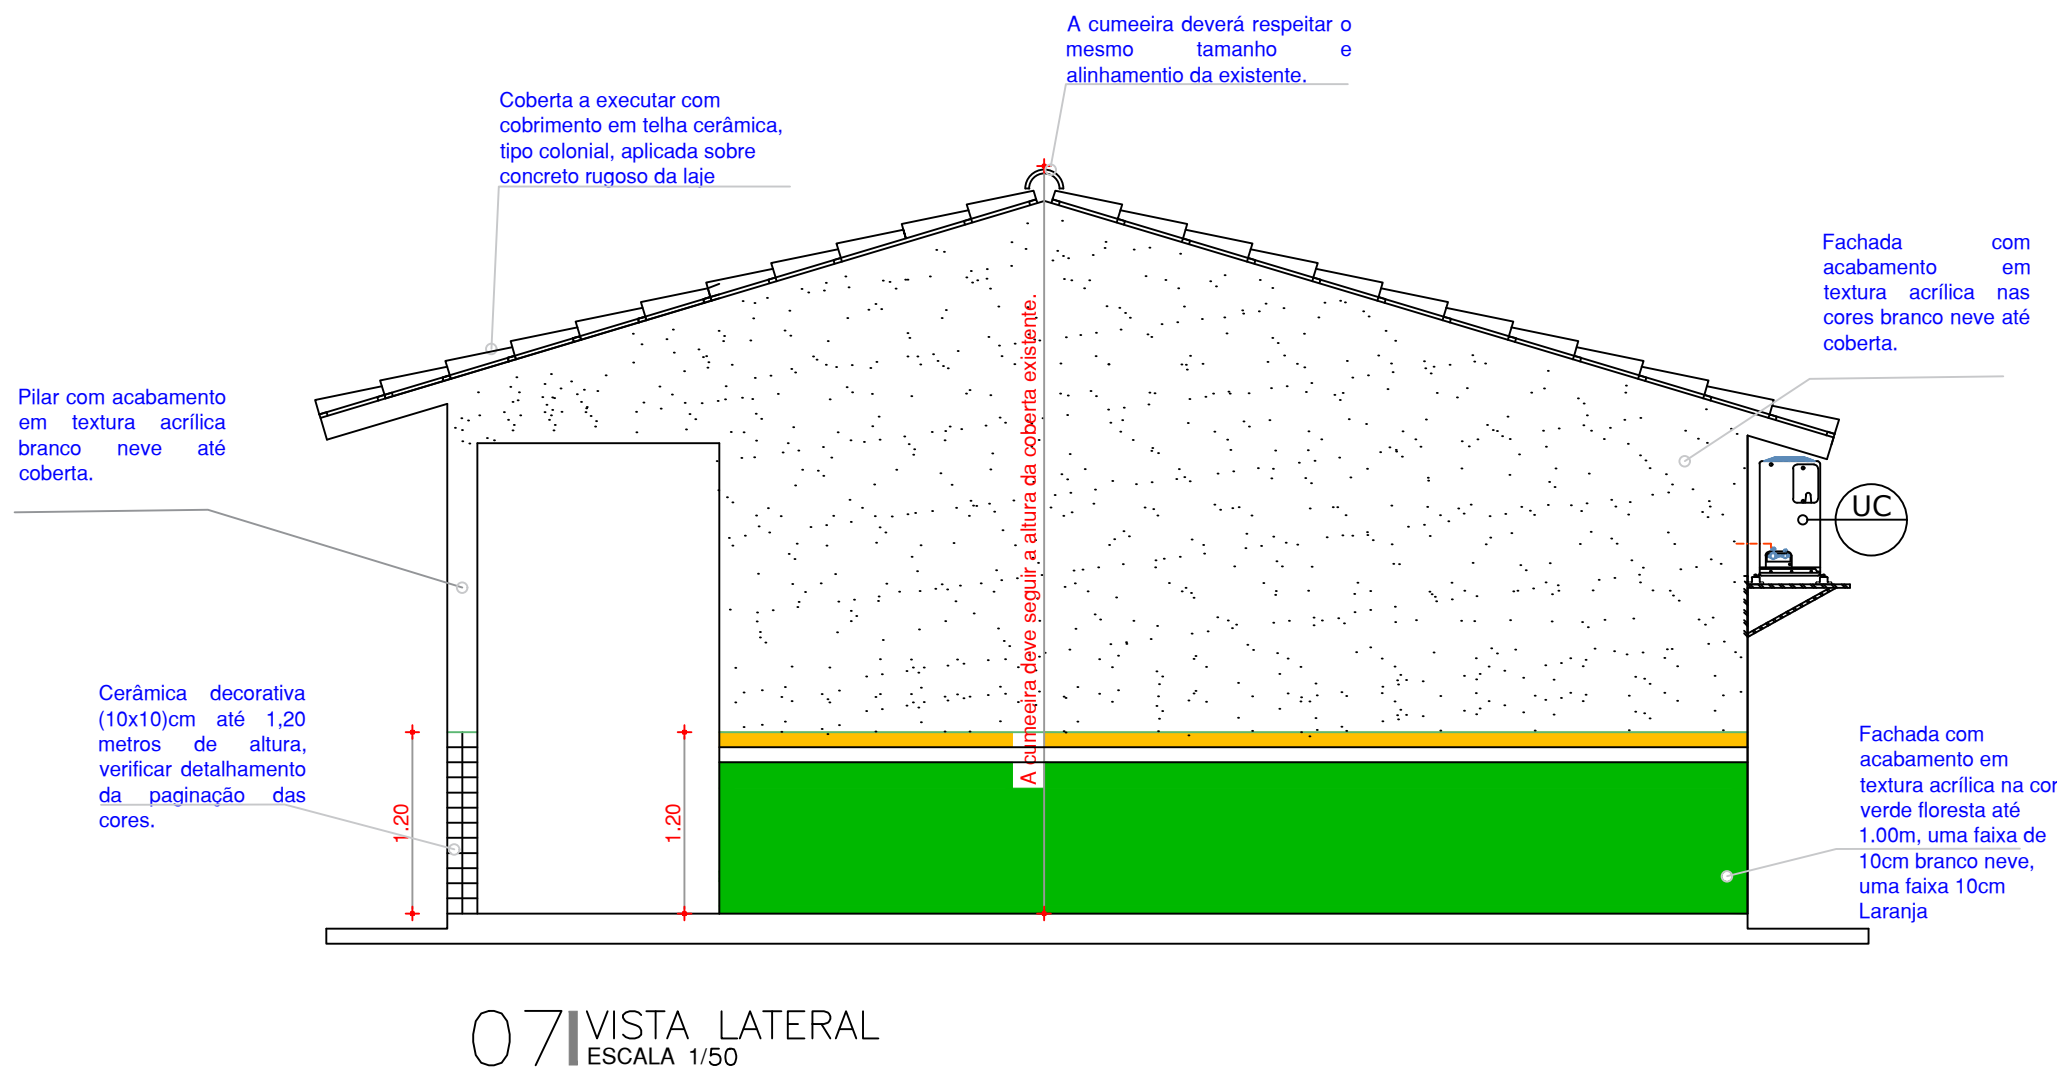 A cumeeira deverá respeitar o
mesmo tamanho e
alinhamentio da existente.
Coberta a executar com
cobrimento em telha cerâmica,
tipo colonial, aplicada sobre
concreto rugoso da laje
Fachada com
acabamento em
textura acrílica nas
cores branco neve até
coberta.
Pilar com acabamento
em textura acrílica
branco neve até
coberta.
A cumeeira deve seguir a altura da coberta existente.
UC
Cerâmica decorativa
(10x10)cm até 1,20
metros de altura,
verificar detalhamento
da paginação das
cores.
1.20
1.20
Fachada com
acabamento em
textura acrílica na cor
verde floresta até
1.00m, uma faixa de
10cm branco neve,
uma faixa 10cm
Laranja
07 VISTA LATERAL
ESCALA 1/50